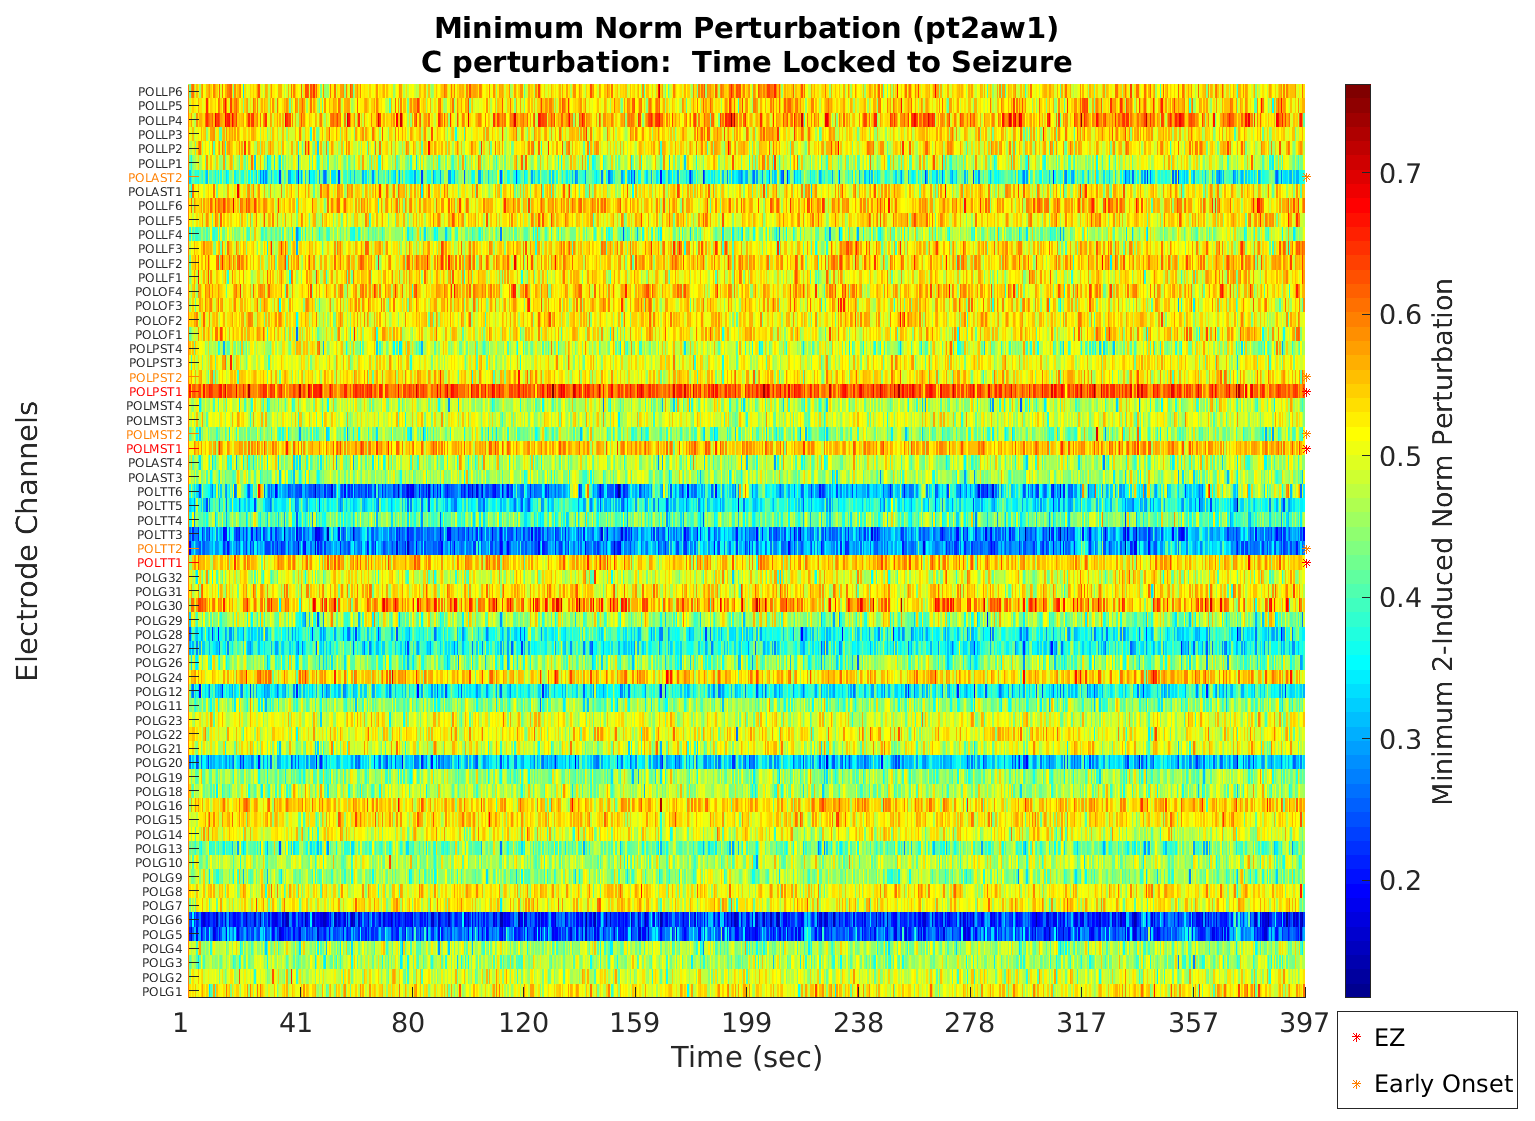 Minimum Norm Perturbation (pt2aw1)
C perturbation:  Time Locked to Seizure
Electrode Channels
POLLP6
POLLP5
POLLP4
POLLP3
POLLP2
POLLP1
POLAST2
POLAST1
POLLF6
POLLF5
POLLF4
POLLF3
POLLF2
POLLF1
POLOF4
POLOF3
POLOF2
POLOF1
POLPST4
POLPST3
POLPST2
POLPST1
POLMST4
POLMST3
POLMST2
POLMST1
POLAST4
POLAST3
POLTT6
POLTT5
POLTT4
POLTT3
POLTT2
POLTT1
POLG32
POLG31
POLG30
POLG29
POLG28
POLG27
POLG26
POLG24
POLG12
POLG11
POLG23
POLG22
POLG21
POLG20
POLG19
POLG18
POLG16
POLG15
POLG14
POLG13
POLG10
POLG9
POLG8
POLG7
POLG6
POLG5
POLG4
POLG3
POLG2
POLG1
1 41 80 120 159 199 238 278 317 357 397
Time (sec)
0.7
0.6
0.5
0.4
0.3
0.2
Minimum 2-Induced Norm Perturbation
EZ
Early Onset